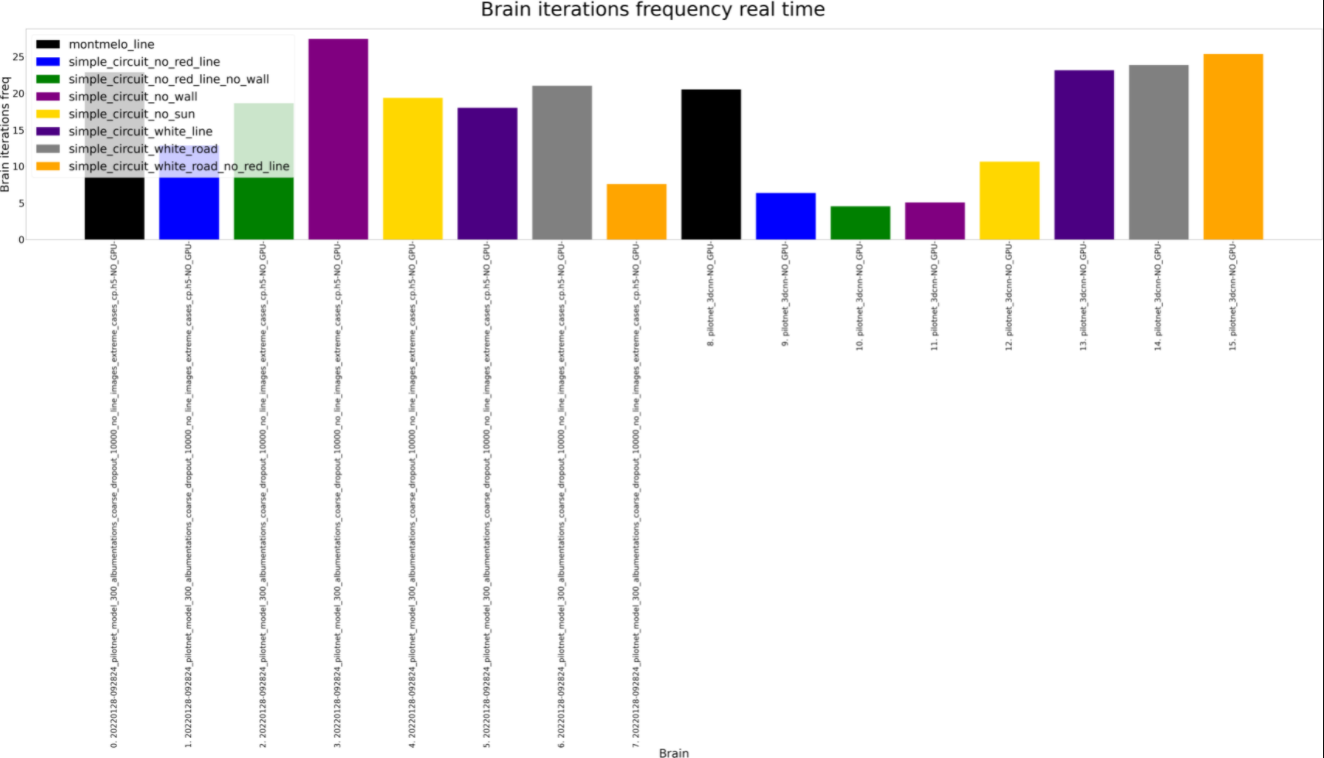 Brain iterations frequency real time
Brain iterations freq
25
20
15
10
5
0
montmelo_line
simple_circuit_no_red_line
simple_circuit_no_red_line_no_wall
simple_circuit_no_wall
simple_circuit_no_sun
simple_circuit_white_line
simple_circuit_white_road
simple_circuit_white_road_no_red_line
0. 20220128-092824_pilotnet_model_300_albumentations_coarse_dropout_10000_no_line_images_extreme_cases_cp.h5-NO_GPU-
1. 20220128-092824_pilotnet_model_300_albumentations_coarse_dropout_10000_no_line_images_extreme_cases_cp.h5-NO_GPU-
2. 20220128-092824_pilotnet_model_300_albumentations_coarse_dropout_10000_no_line_images_extreme_cases_cp.h5-NO_GPU-
3. 20220128-092824_pilotnet_model_300_albumentations_coarse_dropout_10000_no_line_images_extreme_cases_cp.h5-NO_GPU-
4. 20220128-092824_pilotnet_model_300_albumentations_coarse_dropout_10000_no_line_images_extreme_cases_cp.h5-NO_GPU-
5. 20220128-092824_pilotnet_model_300_albumentations_coarse_dropout_10000_no_line_images_extreme_cases_cp.h5-NO_GPU-
6. 20220128-092824_pilotnet_model_300_albumentations_coarse_dropout_10000_no_line_images_extreme_cases_cp.h5-NO_GPU-
7. 20220128-092824_pilotnet_model_300_albumentations_coarse_dropout_10000_no_line_images_extreme_cases_cp.h5-NO_GPU-
8. pilotnet_3dcnn-NO_GPU-
9. pilotnet_3dcnn-NO_GPU-
10. pilotnet_3dcnn-NO_GPU-
11. pilotnet_3dcnn-NO_GPU-
12. pilotnet_3dcnn-NO_GPU-
13. pilotnet_3dcnn-NO_GPU-
14. pilotnet_3dcnn-NO_GPU-
15. pilotnet_3dcnn-NO_GPU-
Brain